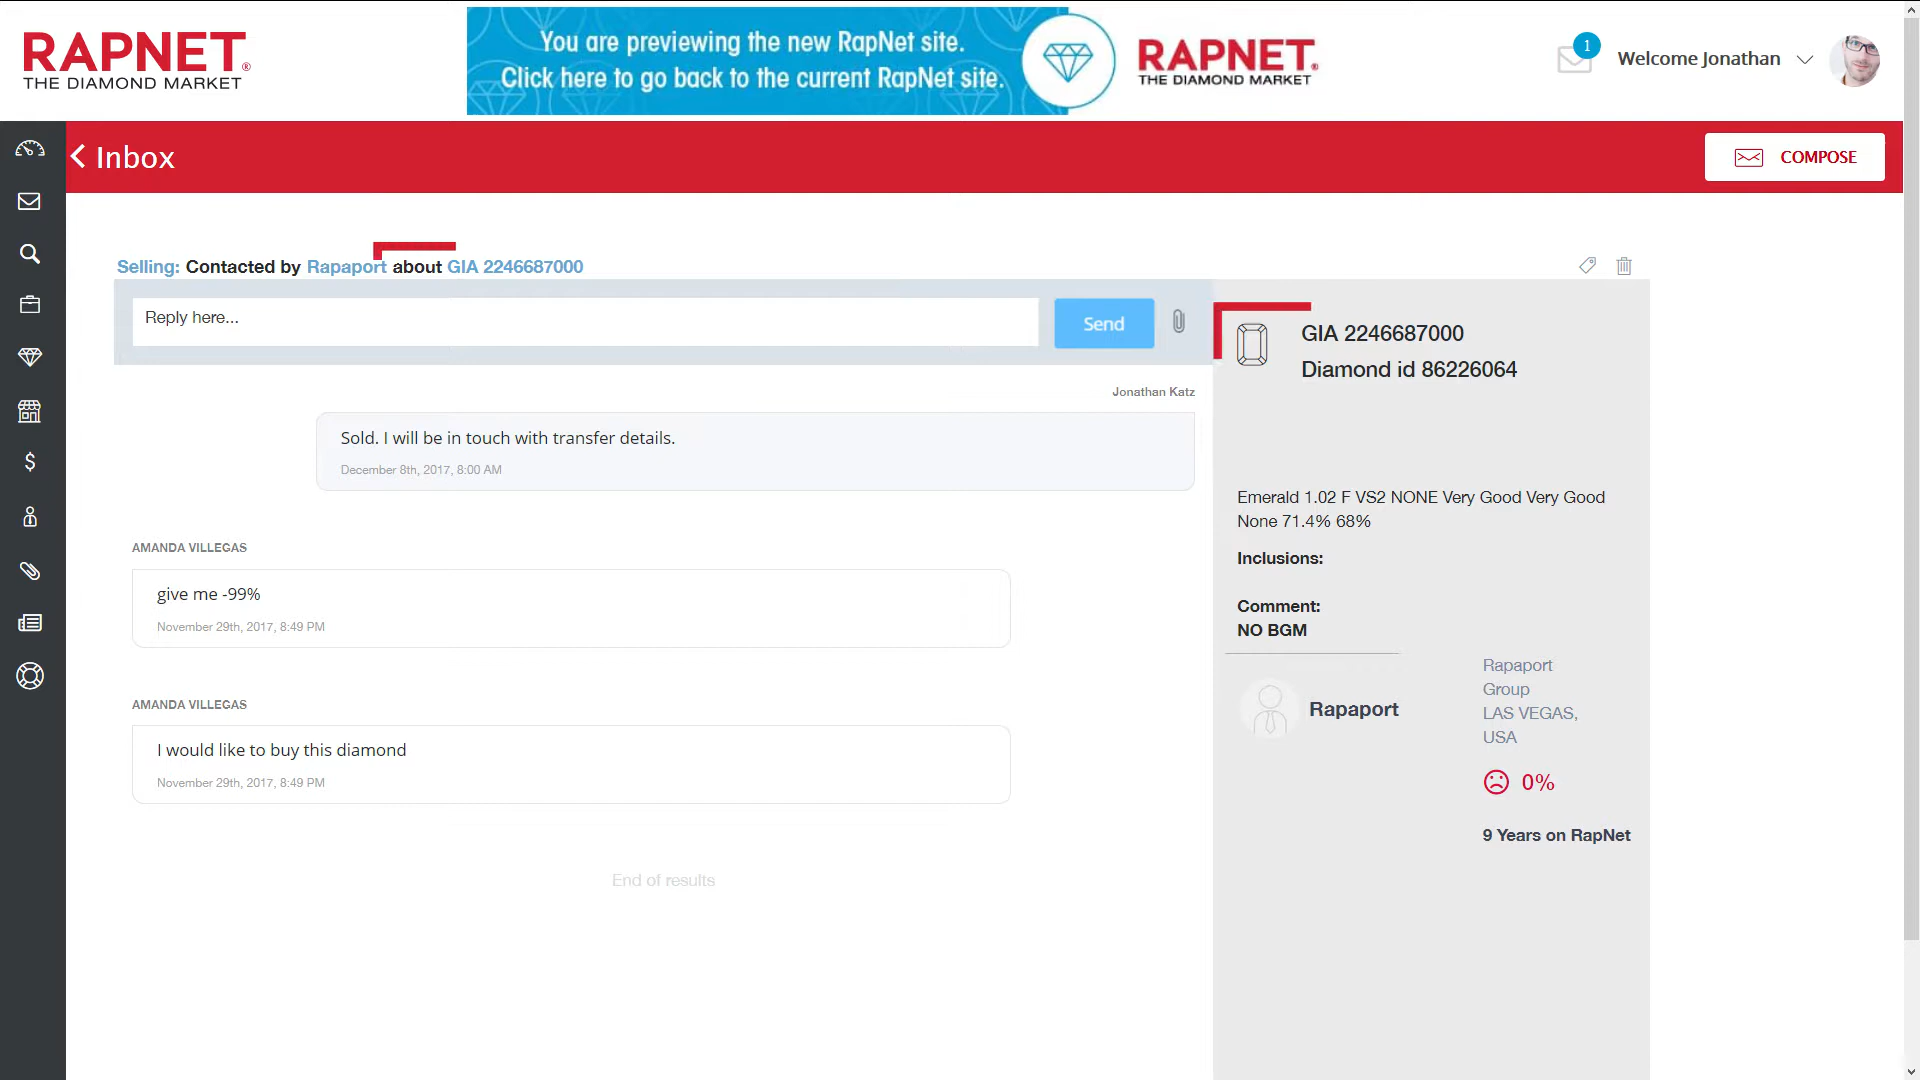 RAPNET®
THE DIAMOND MARKET
You are previewing the new RapNet site.
Click here to go back to the current RapNet site.
RAPNET®
THE DIAMOND MARKET
1
Welcome Jonathan
Inbox
COMPOSE
Selling: Contacted by Rapaport about GIA 2246687000
Reply here...
Send
Jonathan Katz
Sold. I will be in touch with transfer details.
December 8th, 2017, 8:00 AM
AMANDA VILLEGAS
give me -99%
November 29th, 2017, 8:49 PM
AMANDA VILLEGAS
I would like to buy this diamond
November 29th, 2017, 8:49 PM
End of results
GIA 2246687000
Diamond id 86226064
Emerald 1.02 F VS2 NONE Very Good Very Good
None 71.4% 68%
Inclusions:
Comment:
NO BGM
Rapaport
Rapaport
Group
LAS VEGAS,
USA
0%
9 Years on RapNet